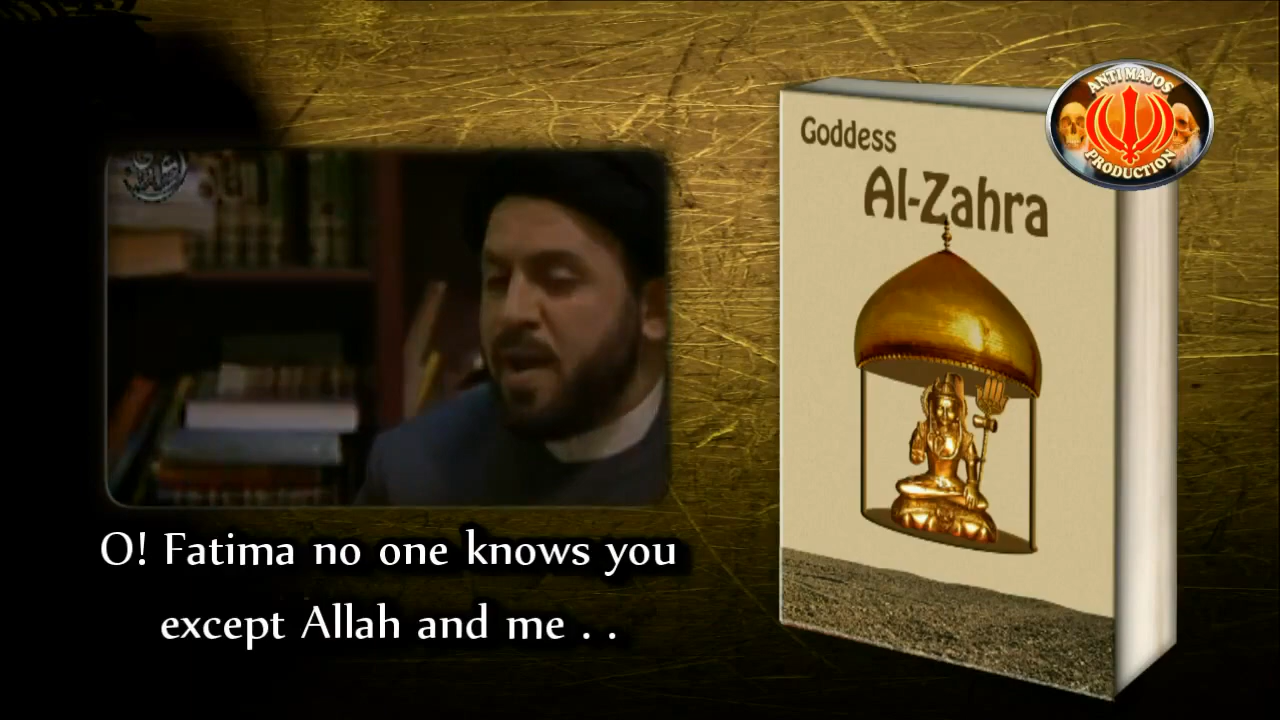 ANTI MAJOS
PRODUCTION
Goddess
Al-Zahra
O! Fatima no one knows you
except Allah and me . .